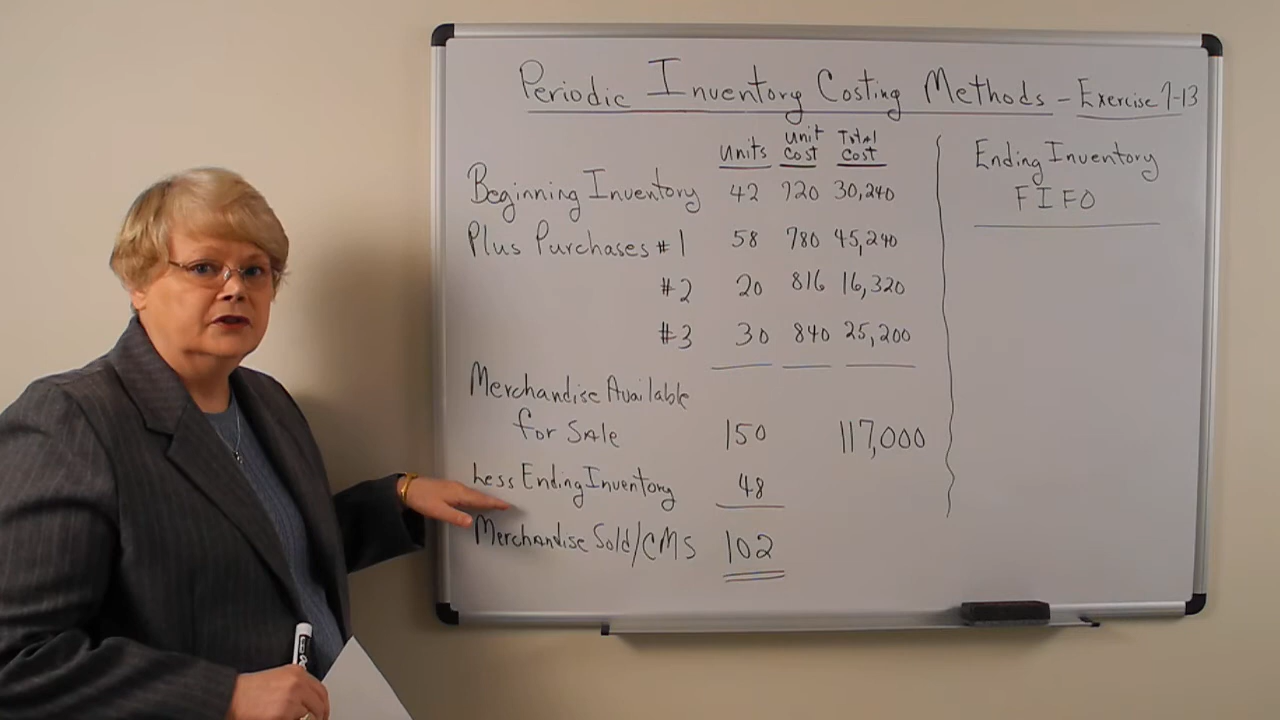 Periodic Inventory Costing Methods - Exercise 7-13
Units Unit Cost Total Cost
Beginning Inventory 42 720 30,240
Plus Purchases #1 58 780 45,240
#2 20 816 16,320
#3 30 840 25,200
Merchandise Available
for Sale 150 117,000
Less Ending Inventory 48
Merchandise Sold/CMS 102
Ending Inventory
FIFO